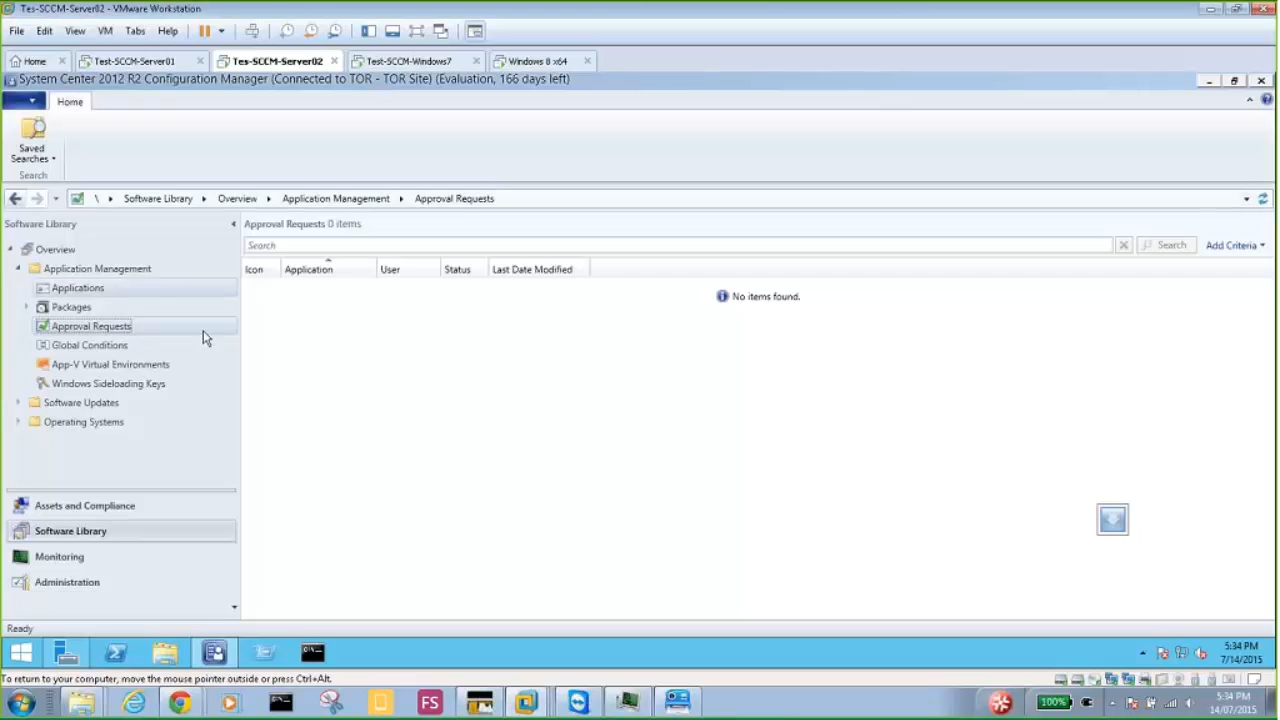 Tes-SCCM-Server02 - VMware Workstation
File Edit View VM Tabs Help
Home Test-SCCM-Server01 Tes-SCCM-Server02 Test-SCCM-Windows7 Windows 8 x64
System Center 2012 R2 Configuration Manager (Connected to TOR - TOR Site) (Evaluation, 166 days left)
Home
Saved
Searches
Search
\ Software Library Overview Application Management Approval Requests
Software Library
Approval Requests 0 items
Search
Search
Add Criteria
Overview
Application Management
Applications
Packages
Approval Requests
Global Conditions
App-V Virtual Environments
Windows Sideloading Keys
Software Updates
Operating Systems
Icon Application User Status Last Date Modified
No items found.
Assets and Compliance
Software Library
Monitoring
Administration
Ready
5:34 PM
7/14/2015
To return to your computer, move the mouse pointer outside or press Ctrl+Alt.
FS
100%
5:34 PM
14/07/2015